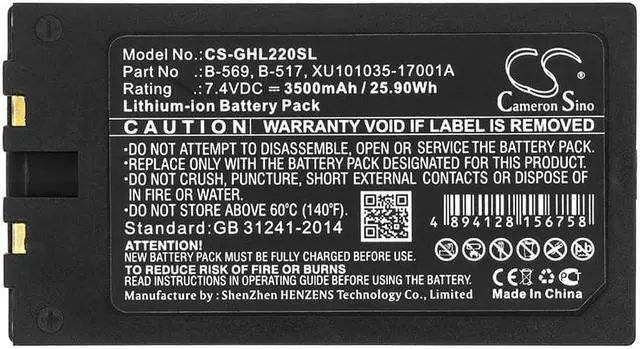 Model No.: CS-GHL220SL
Part No : B-569, B-517, XU101035-17001A
Rating : 7.4VDC ⎓ 3500mAh / 25.90Wh
Lithium-ion Battery Pack
CS
Cameron Sino
CAUTION WARRANTY VOID IF LABEL IS REMOVED
•DO NOT ATTEMPT TO DISASSEMBLE, OPEN OR SERVICE THE BATTERY PACK
•REPLACE ONLY WITH THE BATTERY PACK DESIGNATED FOR THIS PRODUCT
•DO NOT CRUSH, PUNCTURE, SHORT EXTERNAL CONTACTS OR DISPOSE OF
IN FIRE OR WATER
•DO NOT STORE ABOVE 60°C (140°F)
Standard:GB 31241-2014
4 894128 156758
ATTENTION!
NEW BATTERY PACK MUST BE CHARGED BEFORE USE
TO REDUCE RISK OF FIRE OR BURNS
READ INSTRUCTIONS IN OPERATING MANUAL BEFORE USE
Manufacture by : ShenZhen HENZENS Technology Co., Limited
CE
Made In China